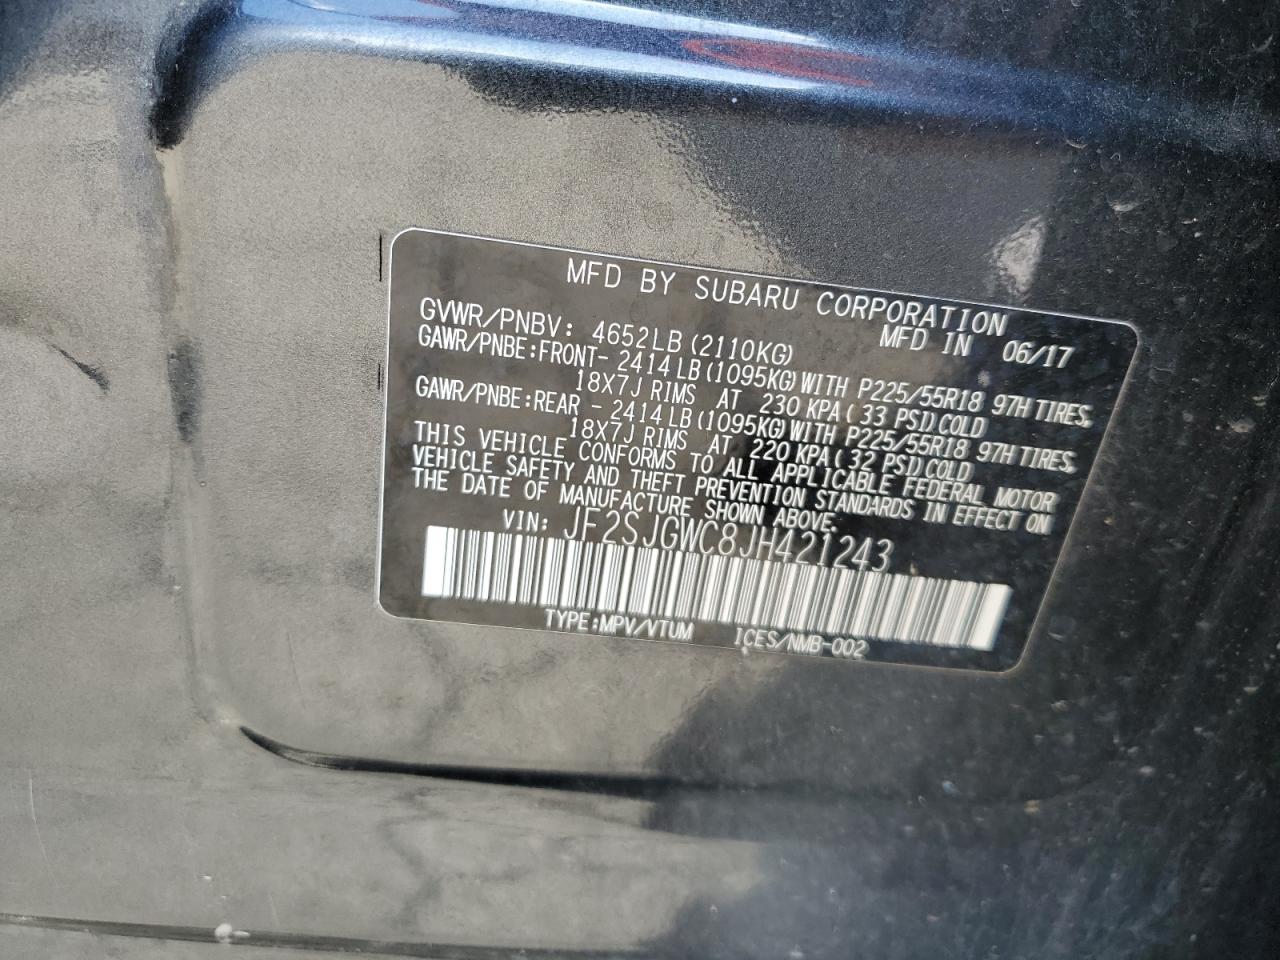 MFD BY SUBARU CORPORATION
MFD IN 06/17
GVWR/PNBV: 4652LB(2110KG)
GAWR/PNBE:FRONT- 2414LB(1095KG)WITH P225/55R18 97H TIRES,
18X7J RIMS AT 230 KPA( 33 PSI)COLD
GAWR/PNBE:REAR - 2414LB(1095KG)WITH P225/55R18 97H TIRES,
18X7J RIMS AT 220 KPA( 32 PSI)COLD
THIS VEHICLE CONFORMS TO ALL APPLICABLE FEDERAL MOTOR
VEHICLE SAFETY AND THEFT PREVENTION STANDARDS IN EFFECT ON
THE DATE OF MANUFACTURE SHOWN ABOVE.
VIN: JF2SJGWC8JH421243
TYPE:MPV/VTUM ICES/NMB-002